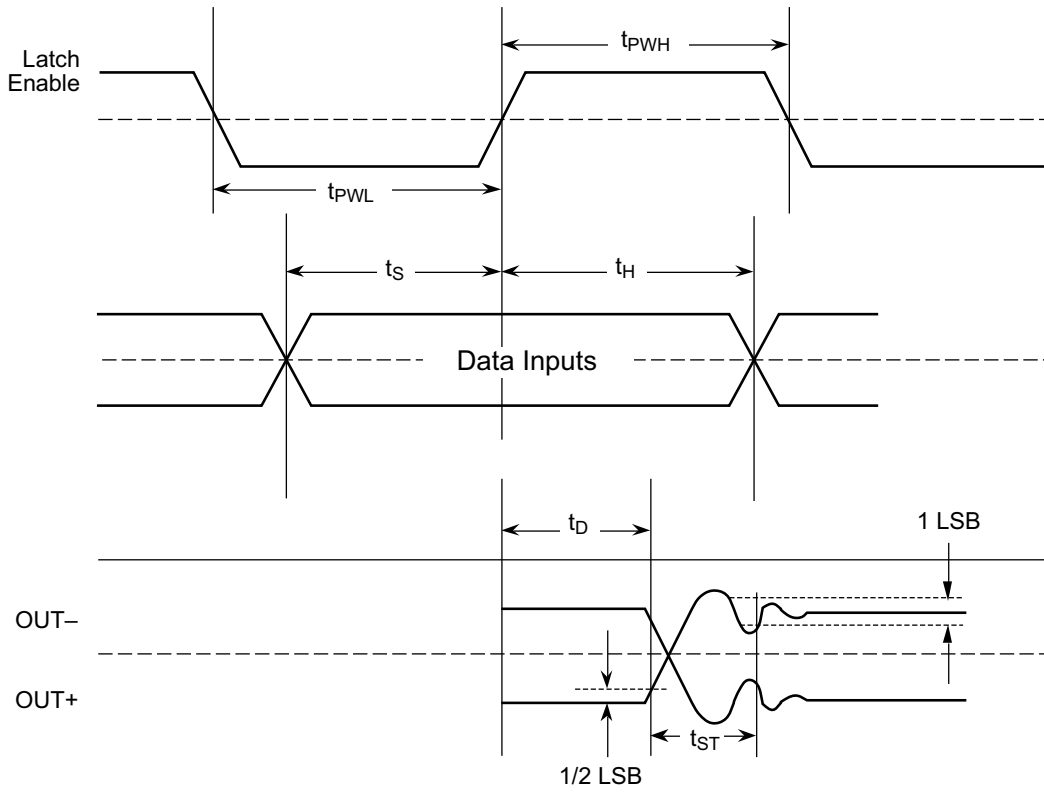 Latch
Enable
tPWH
tPWL
tS
tH
Data Inputs
tD
1 LSB
OUT–
OUT+
tST
1/2 LSB